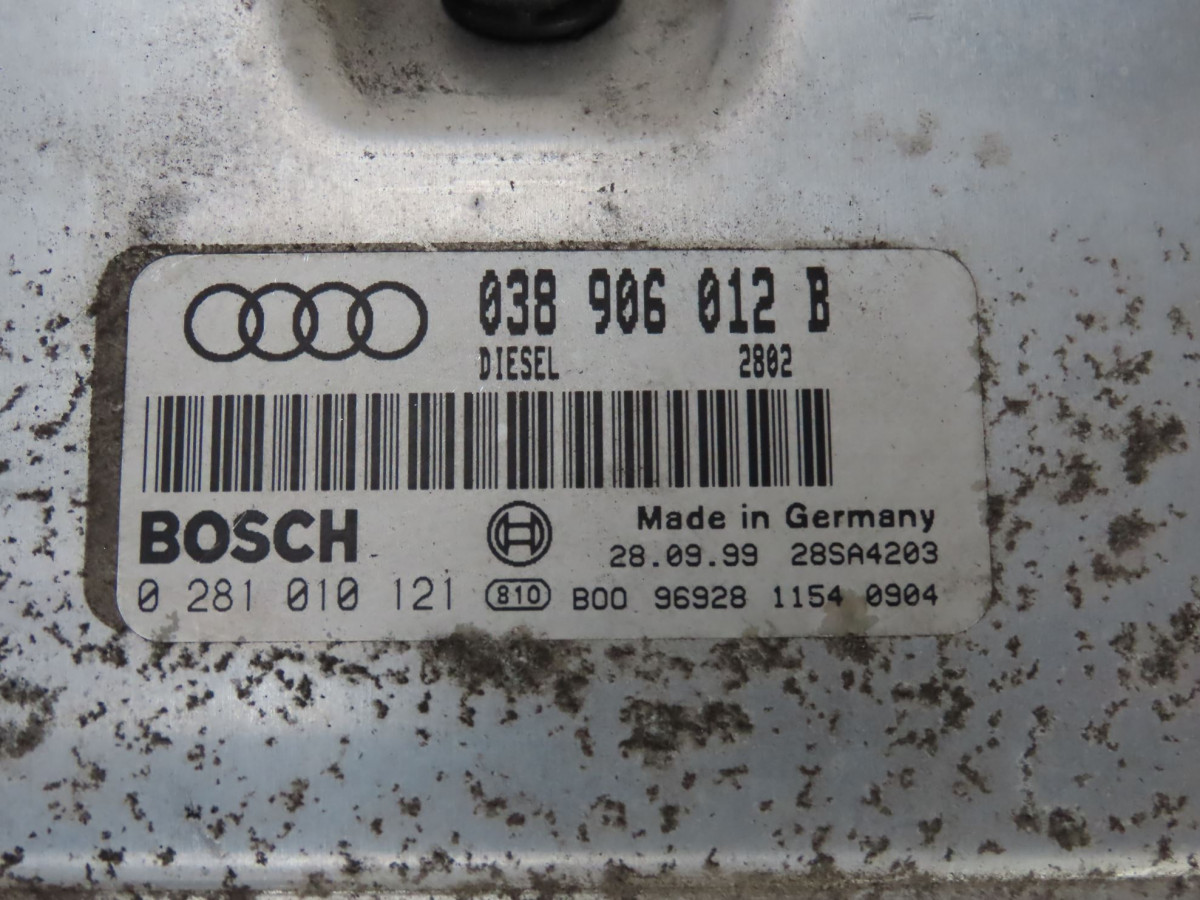 038 906 012 B
DIESEL 2802
BOSCH
Made in Germany
28.09.99 28SA4203
0 281 010 121 810 B00 96928 1154 0904